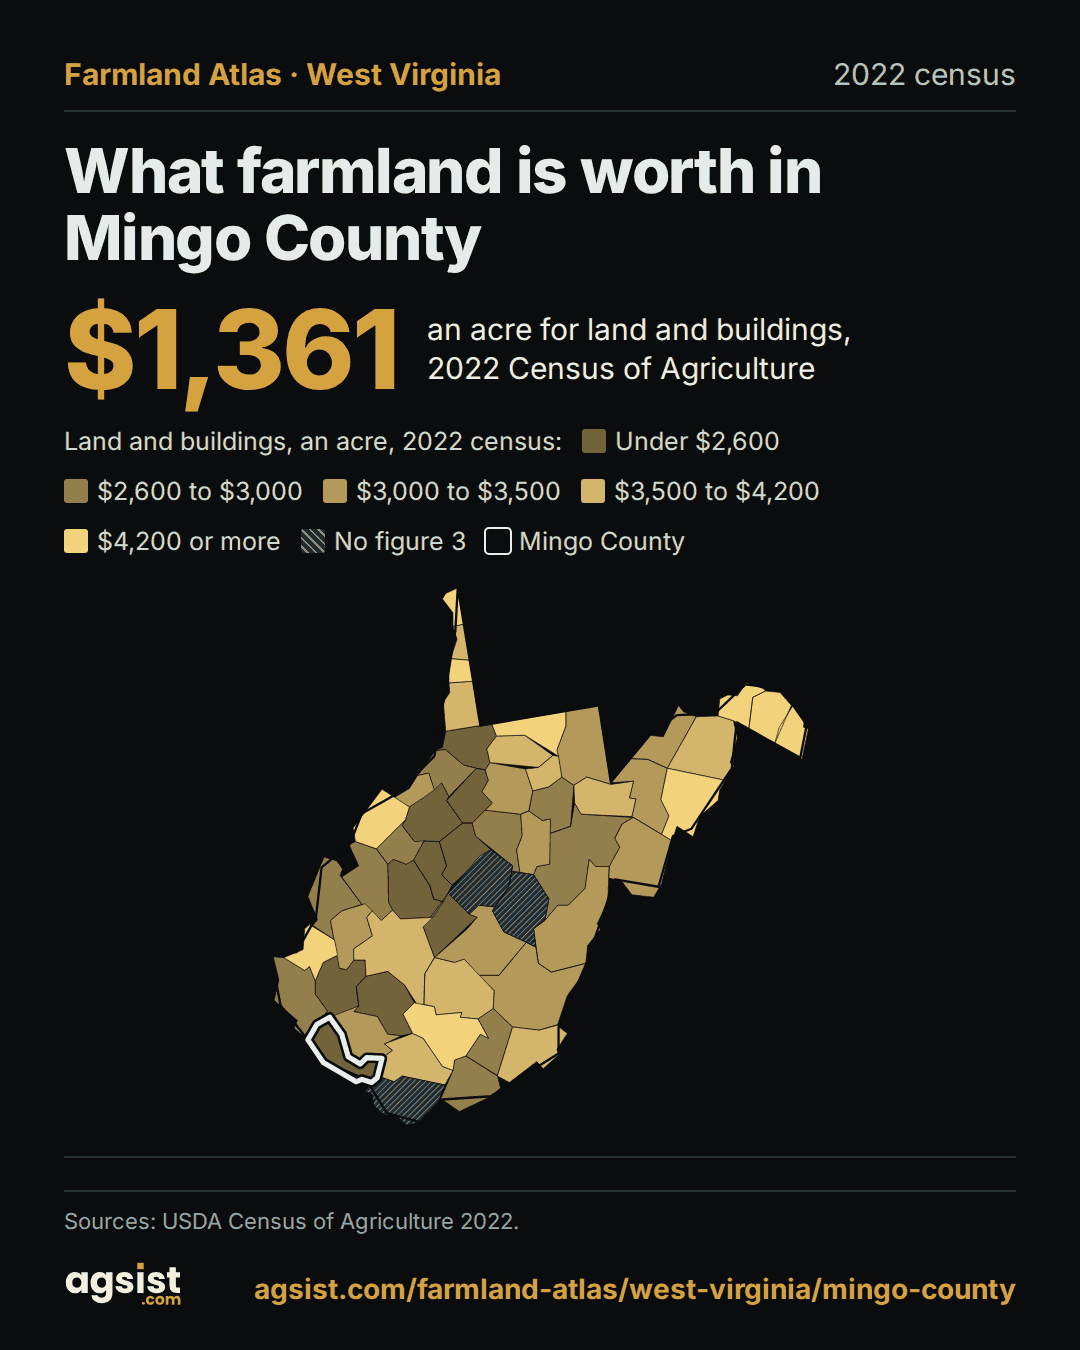 Farmland Atlas · West Virginia
2022 census
What farmland is worth in
Mingo County
$1,361
an acre for land and buildings,
2022 Census of Agriculture
Land and buildings, an acre, 2022 census:
Under $2,600
$2,600 to $3,000
$3,000 to $3,500
$3,500 to $4,200
$4,200 or more
No figure 3
Mingo County
Sources: USDA Census of Agriculture 2022.
agsist
.com
agsist.com/farmland-atlas/west-virginia/mingo-county